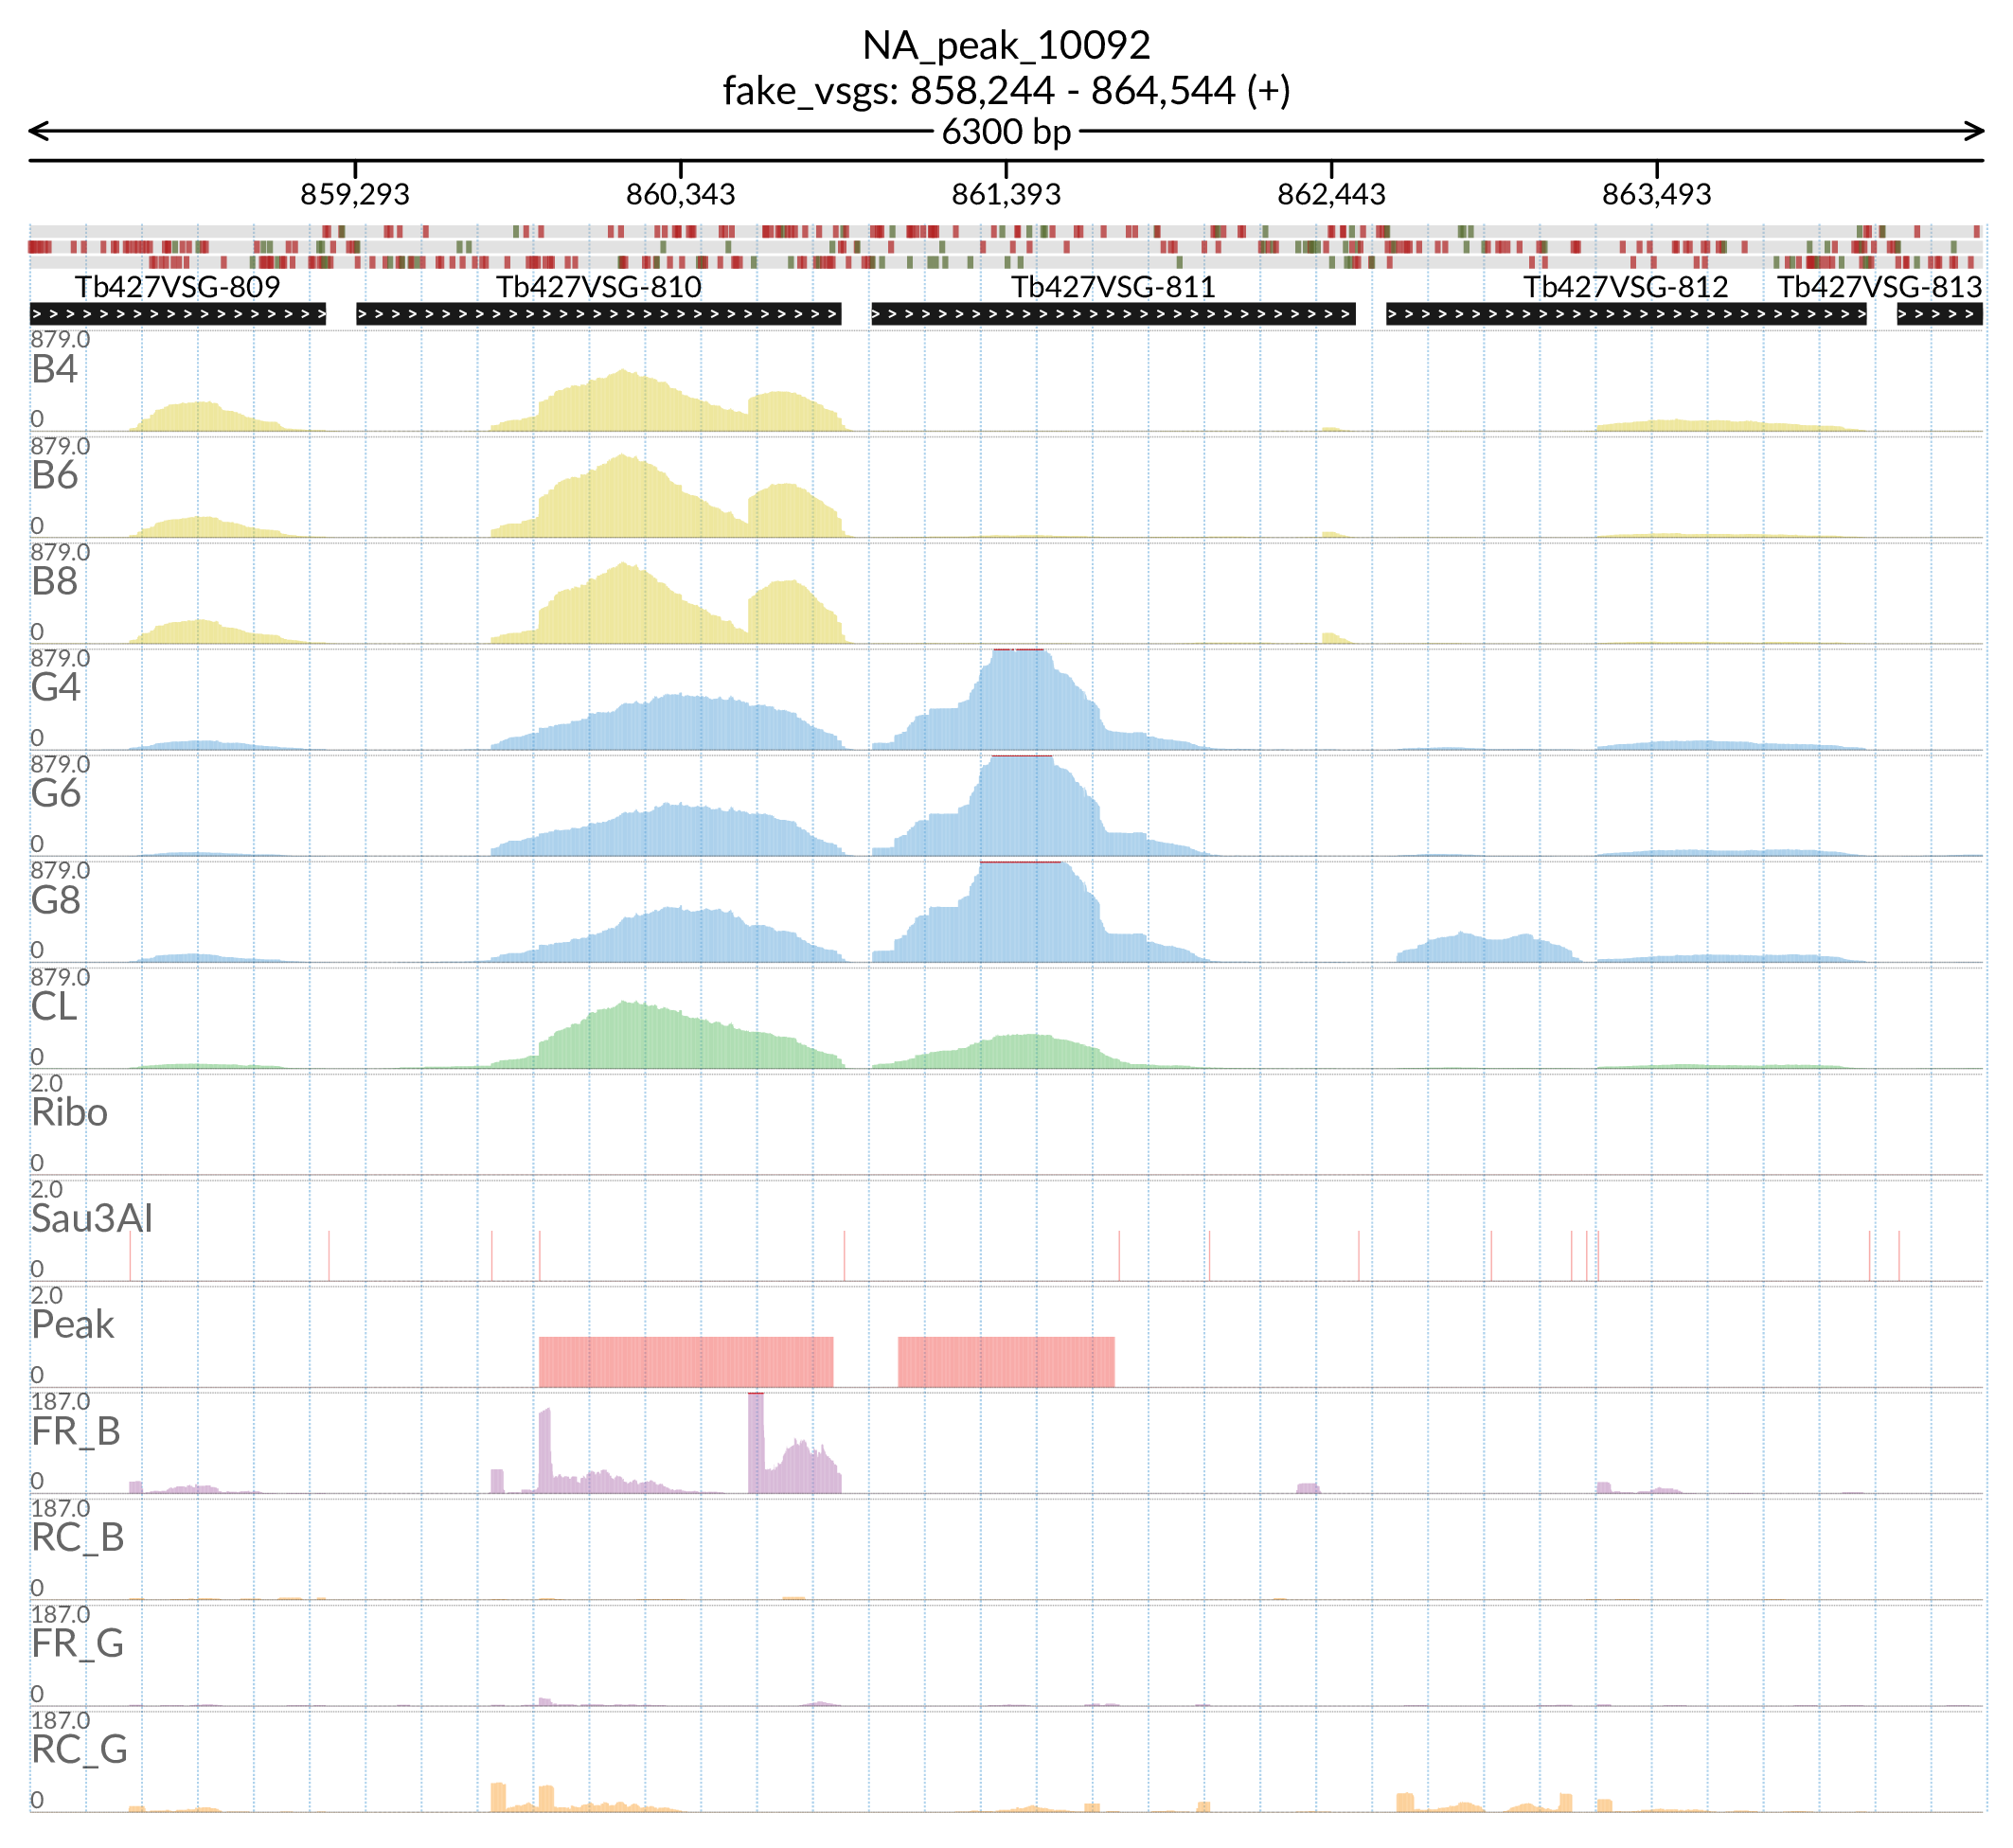 NA_peak_10092
fake_vsgs: 858,244 - 864,544 (+)
6300 bp
859,293 860,343 861,393 862,443 863,493
Tb427VSG-809 Tb427VSG-810 Tb427VSG-811 Tb427VSG-812 Tb427VSG-813
879.0
B4
0
879.0
B6
0
879.0
B8
0
879.0
G4
0
879.0
G6
0
879.0
G8
0
879.0
CL
0
2.0
Ribo
0
2.0
Sau3AI
0
2.0
Peak
0
187.0
FR_B
0
187.0
RC_B
0
187.0
FR_G
0
187.0
RC_G
0